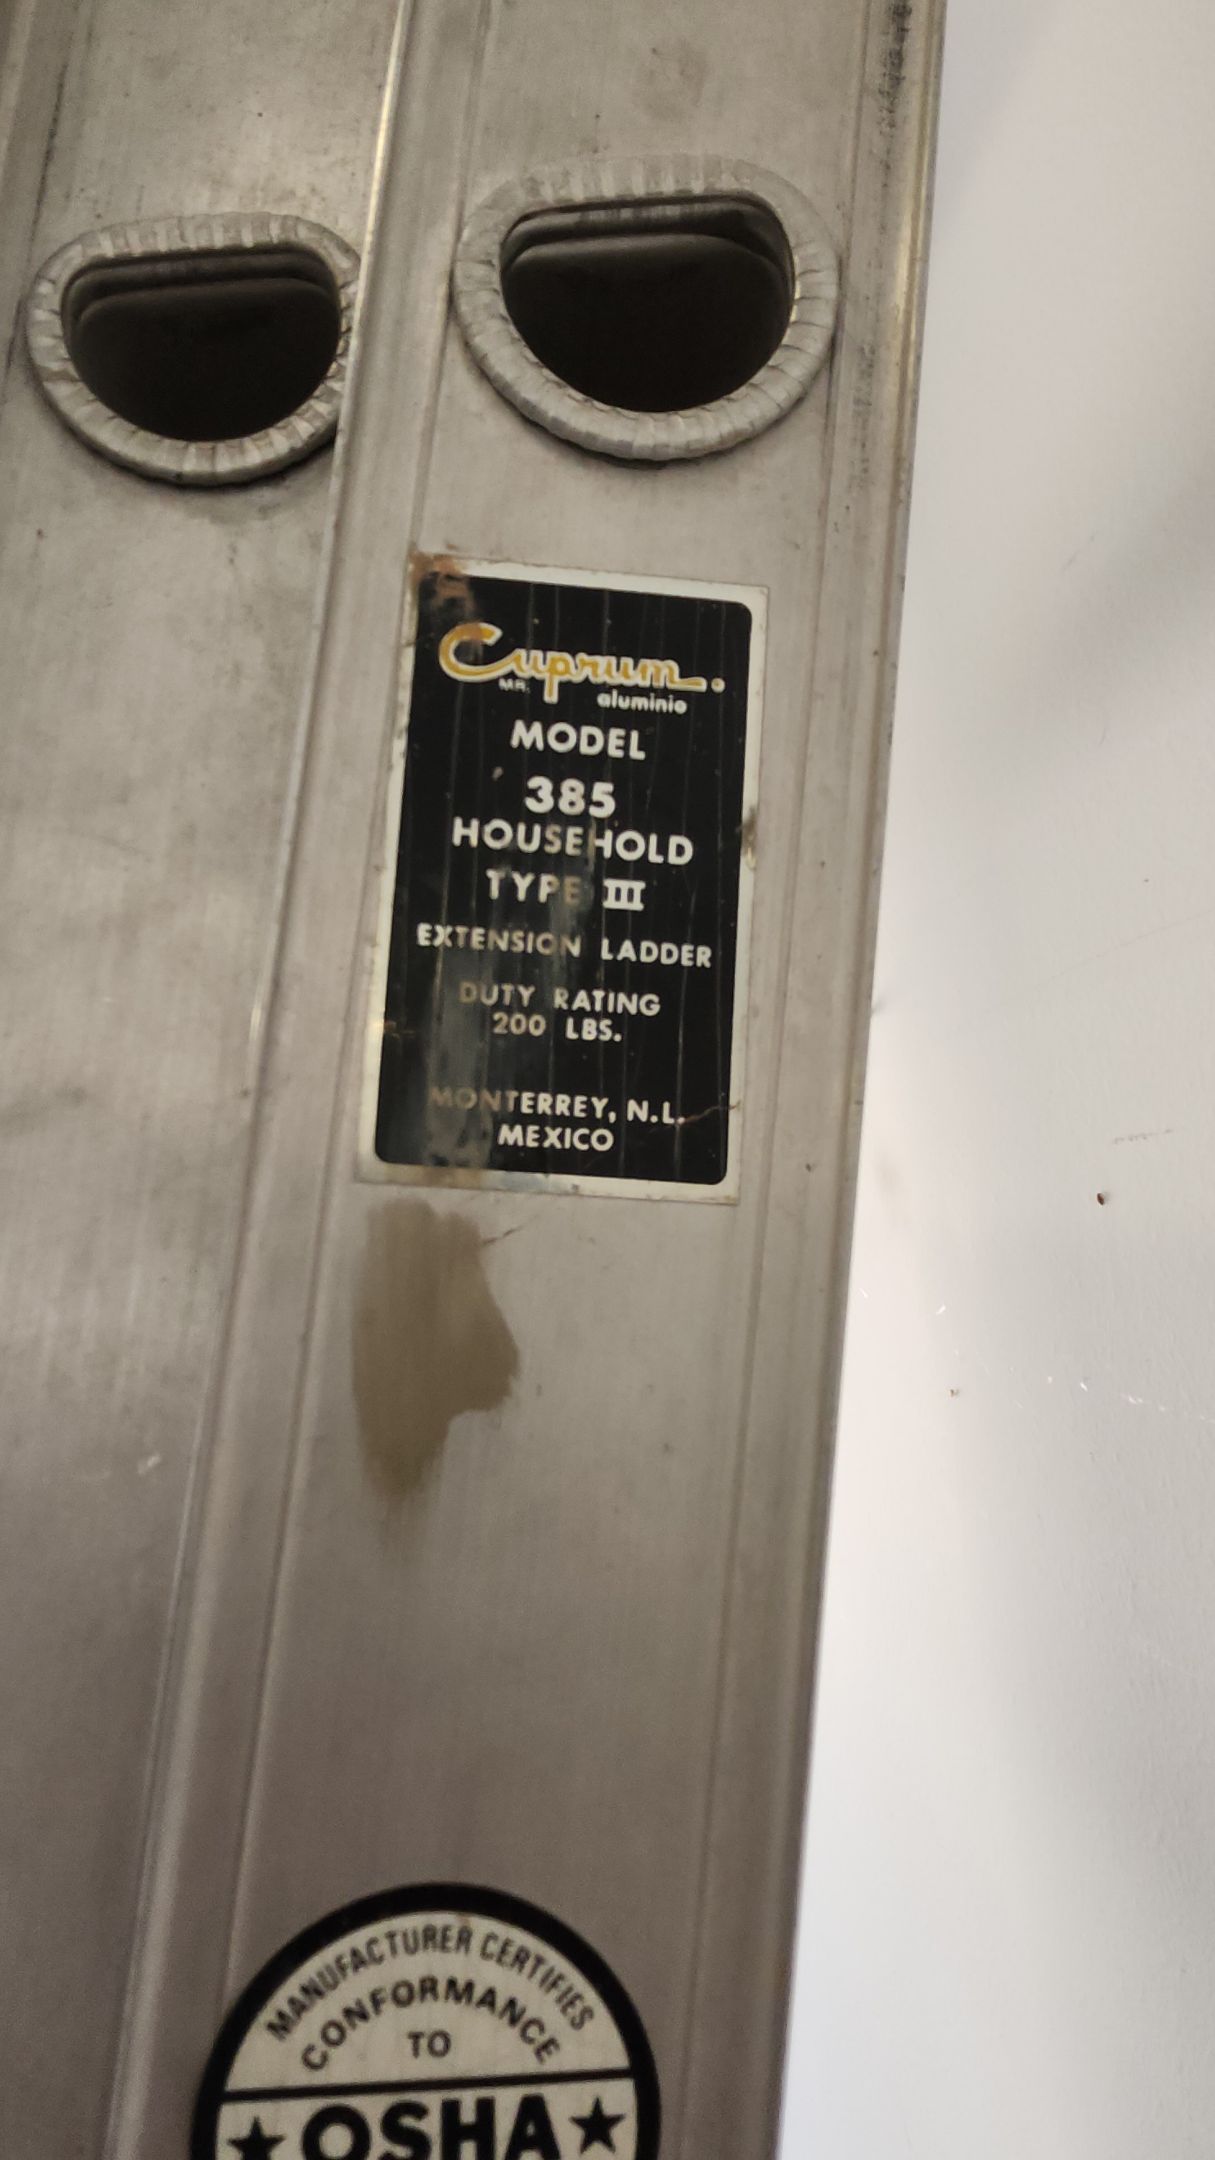 Cuprum.
MR. aluminio
MODEL
385
HOUSEHOLD
TYPE III
EXTENSION LADDER
DUTY RATING
200 LBS.
MONTERREY, N.L.
MEXICO
MANUFACTURER CERTIFIES
CONFORMANCE
TO
★ OSHA ★